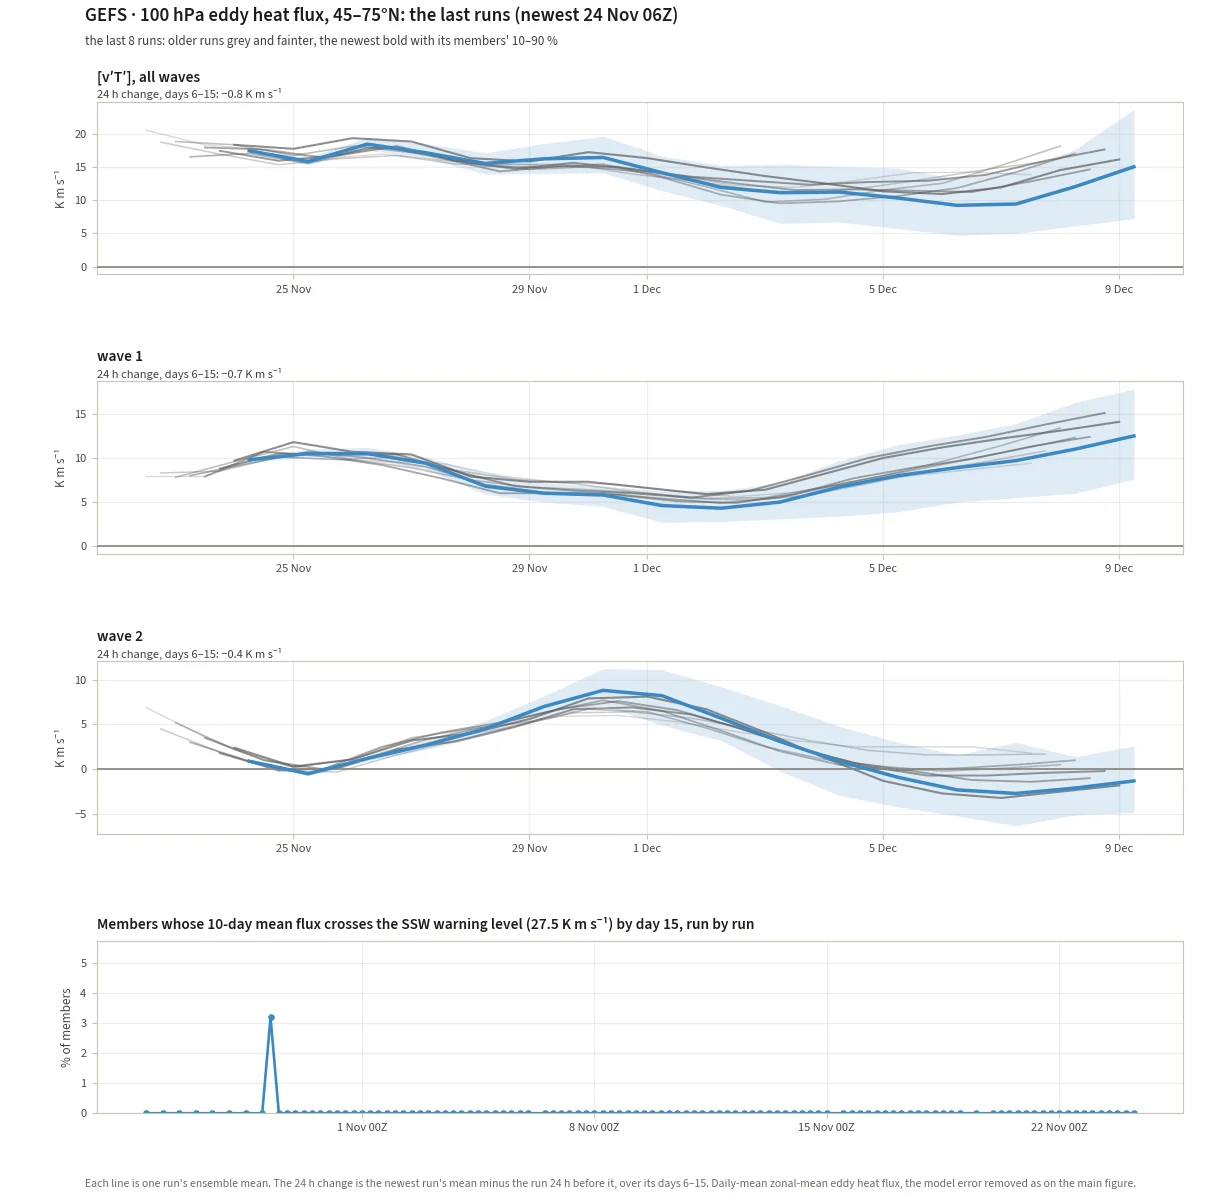 GEFS · 100 hPa eddy heat flux, 45–75°N: the last runs (newest 24 Nov 06Z)
the last 8 runs: older runs grey and fainter, the newest bold with its members' 10–90 %
[v′T′], all waves
24 h change, days 6–15: −0.8 K m s⁻¹
20
15
10
5
0
K m s⁻¹
25 Nov
29 Nov
1 Dec
5 Dec
9 Dec
wave 1
24 h change, days 6–15: −0.7 K m s⁻¹
15
10
5
0
K m s⁻¹
25 Nov
29 Nov
1 Dec
5 Dec
9 Dec
wave 2
24 h change, days 6–15: −0.4 K m s⁻¹
10
5
0
−5
K m s⁻¹
25 Nov
29 Nov
1 Dec
5 Dec
9 Dec
Members whose 10-day mean flux crosses the SSW warning level (27.5 K m s⁻¹) by day 15, run by run
5
4
3
2
1
0
% of members
1 Nov 00Z
8 Nov 00Z
15 Nov 00Z
22 Nov 00Z
Each line is one run's ensemble mean. The 24 h change is the newest run's mean minus the run 24 h before it, over its days 6–15. Daily-mean zonal-mean eddy heat flux, the model error removed as on the main figure.